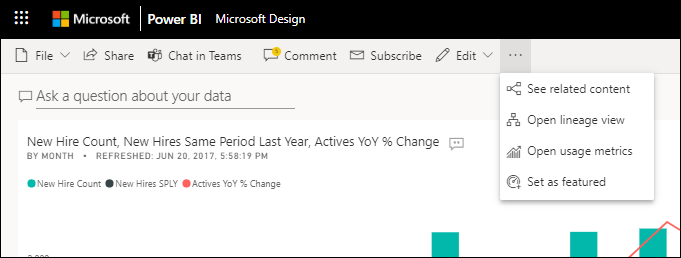 Microsoft Power BI Microsoft Design
File Share Chat in Teams 5 Comment Subscribe Edit ...
See related content
Ask a question about your data
Open lineage view
New Hire Count, New Hires Same Period Last Year, Actives YoY % Change
Open usage metrics
BY MONTH • REFRESHED: JUN 20, 2017, 5:58:19 PM
New Hire Count New Hires SPLY Actives YoY % Change
Set as featured